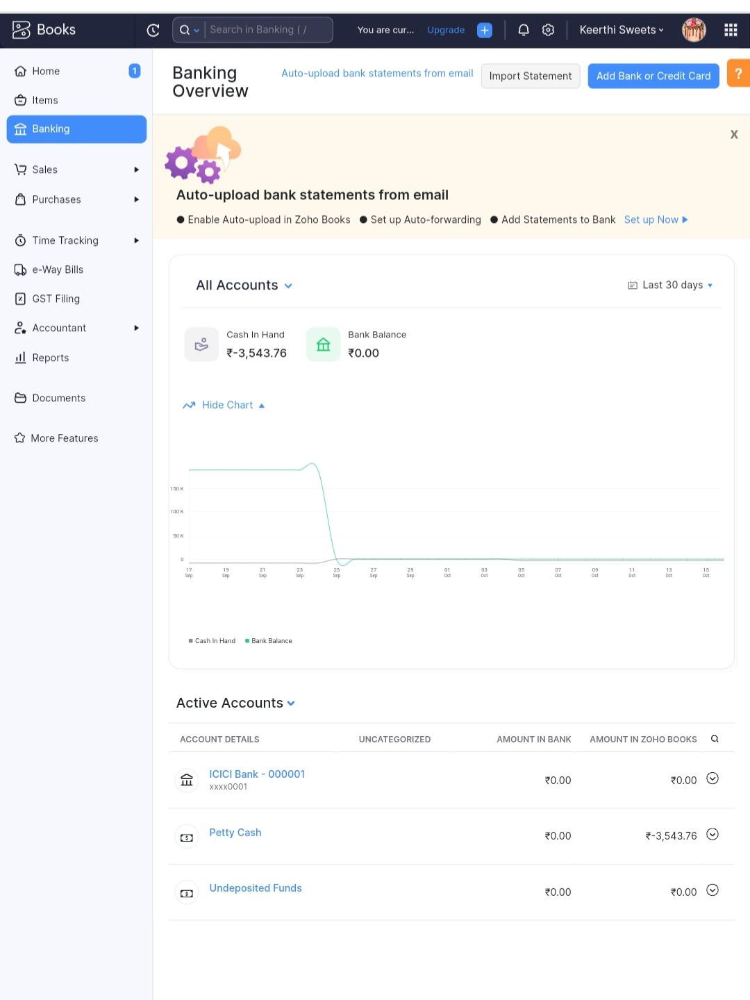 Books
Search in Banking ( /
You are cur...
Upgrade
Keerthi Sweets
Home
1
Items
Banking
Sales
Purchases
Time Tracking
e-Way Bills
GST Filing
Accountant
Reports
Documents
More Features
Banking
Overview
Auto-upload bank statements from email
Import Statement
Add Bank or Credit Card
?
X
Auto-upload bank statements from email
Enable Auto-upload in Zoho Books
Set up Auto-forwarding
Add Statements to Bank
Set up Now
All Accounts
Last 30 days
Cash In Hand
₹-3,543.76
Bank Balance
₹0.00
Hide Chart
150 K
100 K
50 K
0
17 19 21 23 25 27 29 01 03 05 07 09 11 13 15
Sep Sep Sep Sep Sep Sep Sep Oct Oct Oct Oct Oct Oct Oct Oct
Cash In Hand Bank Balance
Active Accounts
ACCOUNT DETAILS UNCATEGORIZED AMOUNT IN BANK AMOUNT IN ZOHO BOOKS
ICICI Bank - 000001
xxxx0001
₹0.00 ₹0.00
Petty Cash ₹0.00 ₹-3,543.76
Undeposited Funds ₹0.00 ₹0.00